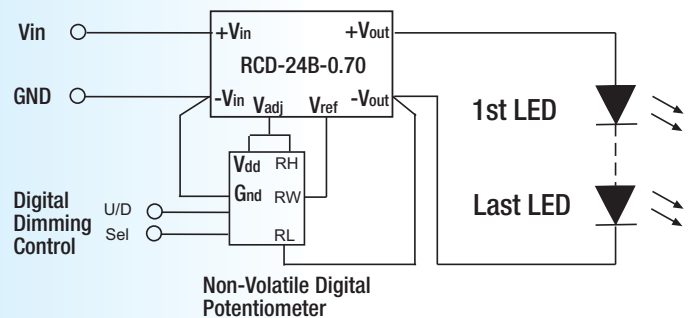 Vin
+Vin
+Vout
RCD-24B-0.70
GND
-Vin
Vadj
Vref
-Vout
1st LED
Vdd
RH
Gnd
RW
Digital
Dimming
Control
U/D
Sel
RL
Last LED
Non-Volatile Digital
Potentiometer